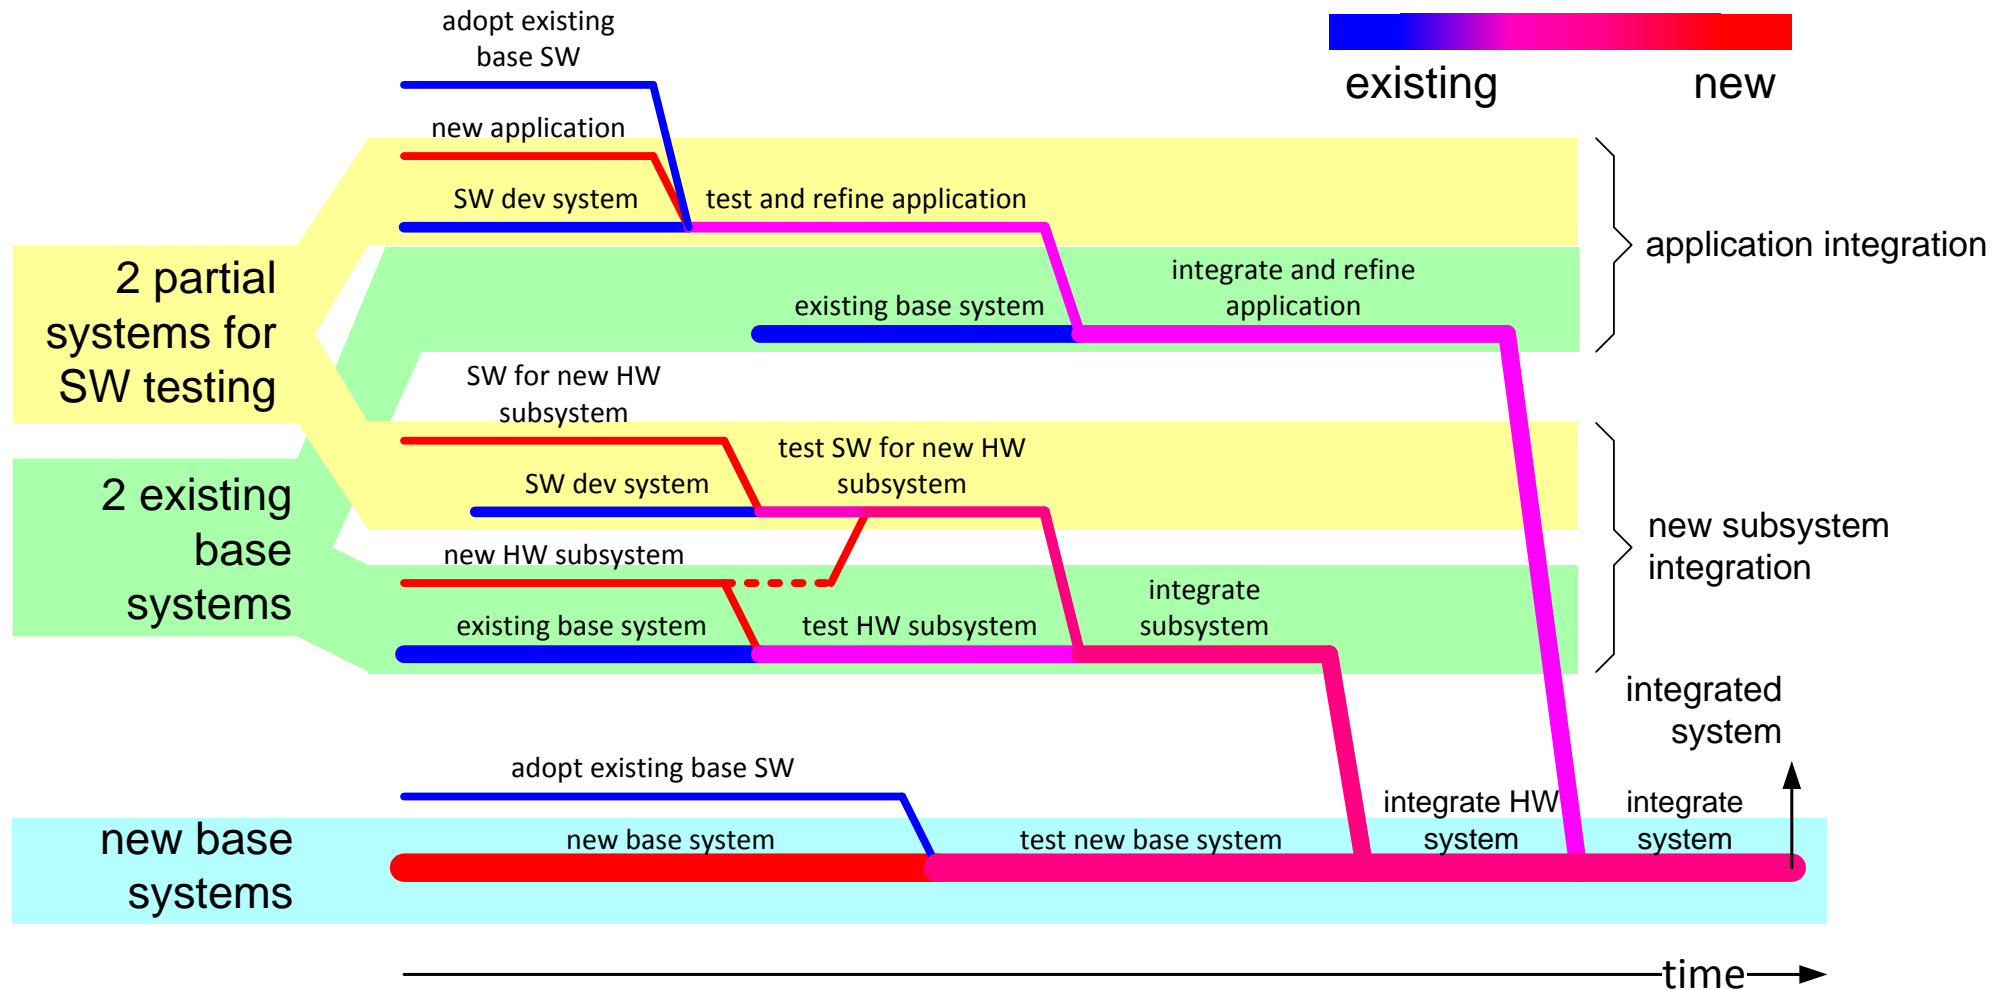 adopt existing
base SW
existing
new
new application
SW dev system
test and refine application
application integration
2 partial
systems for
SW testing
integrate and refine
application
existing base system
SW for new HW
subsystem
test SW for new HW
subsystem
SW dev system
2 existing
base
systems
new subsystem
integration
new HW subsystem
integrate
subsystem
existing base system
test HW subsystem
integrated
system
adopt existing base SW
integrate HW
system
integrate
system
new base
systems
new base system
test new base system
time